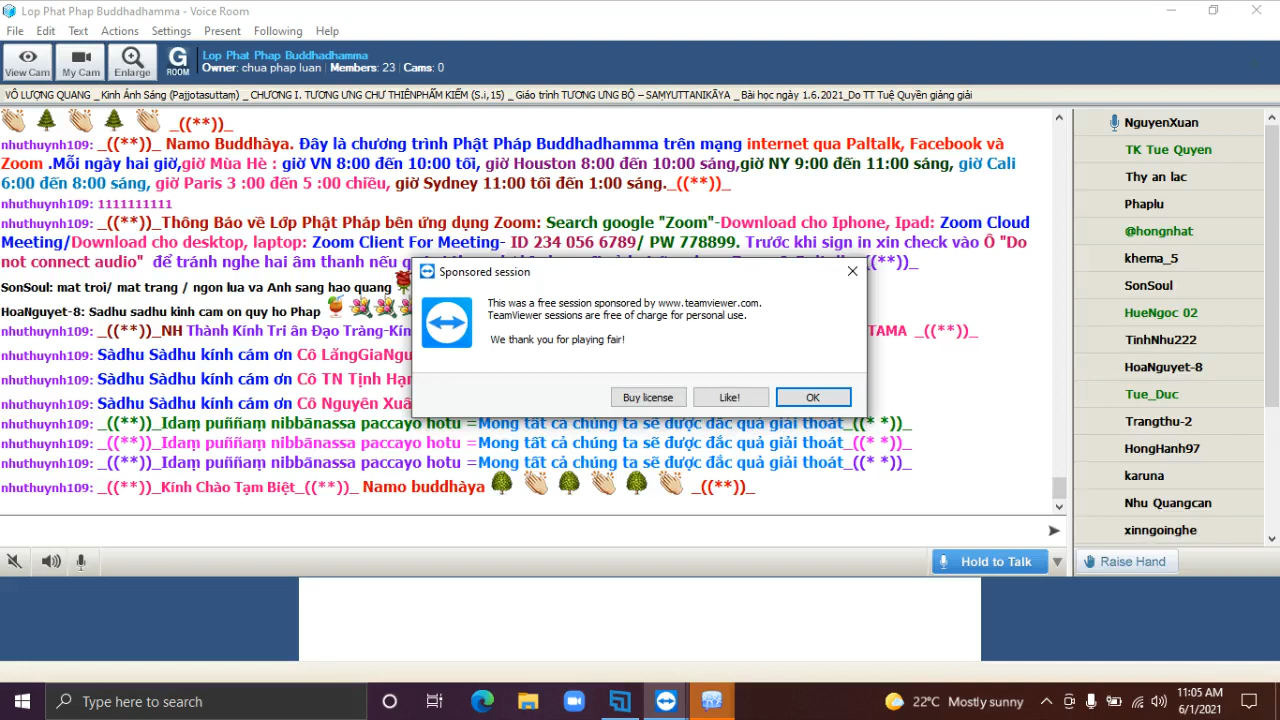 Lop Phat Phap Buddhadhamma - Voice Room
File Edit Text Actions Settings Present Following Help
View Cam
My Cam
Enlarge
G
ROOM
Lop Phat Phap Buddhadhamma
Owner: chua phap luan Members: 23 Cams: 0
VÔ LƯỢNG QUANG _Kinh Ánh Sáng (Pajjotasuttaṃ) _CHƯƠNG I. TƯƠNG ƯNG CHƯ THIÊNPHẨM KIẾM (S.i,15) _ Giáo trình TƯƠNG ƯNG BỘ – SAṂYUTTANIKĀYA _Bài học ngày 1.6.2021_Do TT Tuệ Quyền giảng giải
_((**))_
nhuthuynh109: _((**))_ Namo Buddhàya. Đây là chương trình Phật Pháp Buddhadhamma trên mạng internet qua Paltalk, Facebook và
Zoom .Mỗi ngày hai giờ,giờ Mùa Hè : giờ VN 8:00 đến 10:00 tối, giờ Houston 8:00 đến 10:00 sáng,giờ NY 9:00 đến 11:00 sáng, giờ Cali
6:00 đến 8:00 sáng, giờ Paris 3 :00 đến 5 :00 chiều, giờ Sydney 11:00 tối đến 1:00 sáng._((**))_
nhuthuynh109: 1111111111
nhuthuynh109: _((**))_Thông Báo về Lớp Phật Pháp bên ứng dụng Zoom: Search google "Zoom"-Download cho Iphone, Ipad: Zoom Cloud
Meeting/Download cho desktop, laptop: Zoom Client For Meeting- ID 234 056 6789/ PW 778899. Trước khi sign in xin check vào Ô "Do
not connect audio" để tránh nghe hai âm thanh nếu ((**))_
SonSoul: mat troi/ mat trang / ngon lua va Anh sang hao quang
HoaNguyet-8: Sadhu sadhu kinh cam on quy ho Phap
nhuthuynh109: _((**))_NH Thành Kính Tri ân Đạo Tràng-Kín TAMA _((**))_
nhuthuynh109: Sàdhu Sàdhu kính cám ơn Cô LăngGiaNgu
nhuthuynh109: Sàdhu Sàdhu kính cám ơn Cô TN Tịnh Hạn
nhuthuynh109: Sàdhu Sàdhu kính cám ơn Cô Nguyên Xuâ
nhuthuynh109: _((**))_Idaṃ puññaṃ nibbānassa paccayo hotu =Mong tất cả chúng ta sẽ được đắc quả giải thoát_((* *))_
nhuthuynh109: _((**))_Idaṃ puññaṃ nibbānassa paccayo hotu =Mong tất cả chúng ta sẽ được đắc quả giải thoát_((* *))_
nhuthuynh109: _((**))_Idaṃ puññaṃ nibbānassa paccayo hotu =Mong tất cả chúng ta sẽ được đắc quả giải thoát_((* *))_
nhuthuynh109: _((**))_Kính Chào Tạm Biệt_((**))_ Namo buddhàya _((**))_
Sponsored session
This was a free session sponsored by www.teamviewer.com.
TeamViewer sessions are free of charge for personal use.
We thank you for playing fair!
Buy license
Like!
OK
NguyenXuan
TK Tue Quyen
Thy an lac
Phaplu
@hongnhat
khema_5
SonSoul
HueNgoc 02
TinhNhu222
HoaNguyet-8
Tue_Duc
Trangthu-2
HongHanh97
karuna
Nhu Quangcan
xinngoinghe
Hold to Talk
Raise Hand
Type here to search
22°C Mostly sunny
11:05 AM
6/1/2021